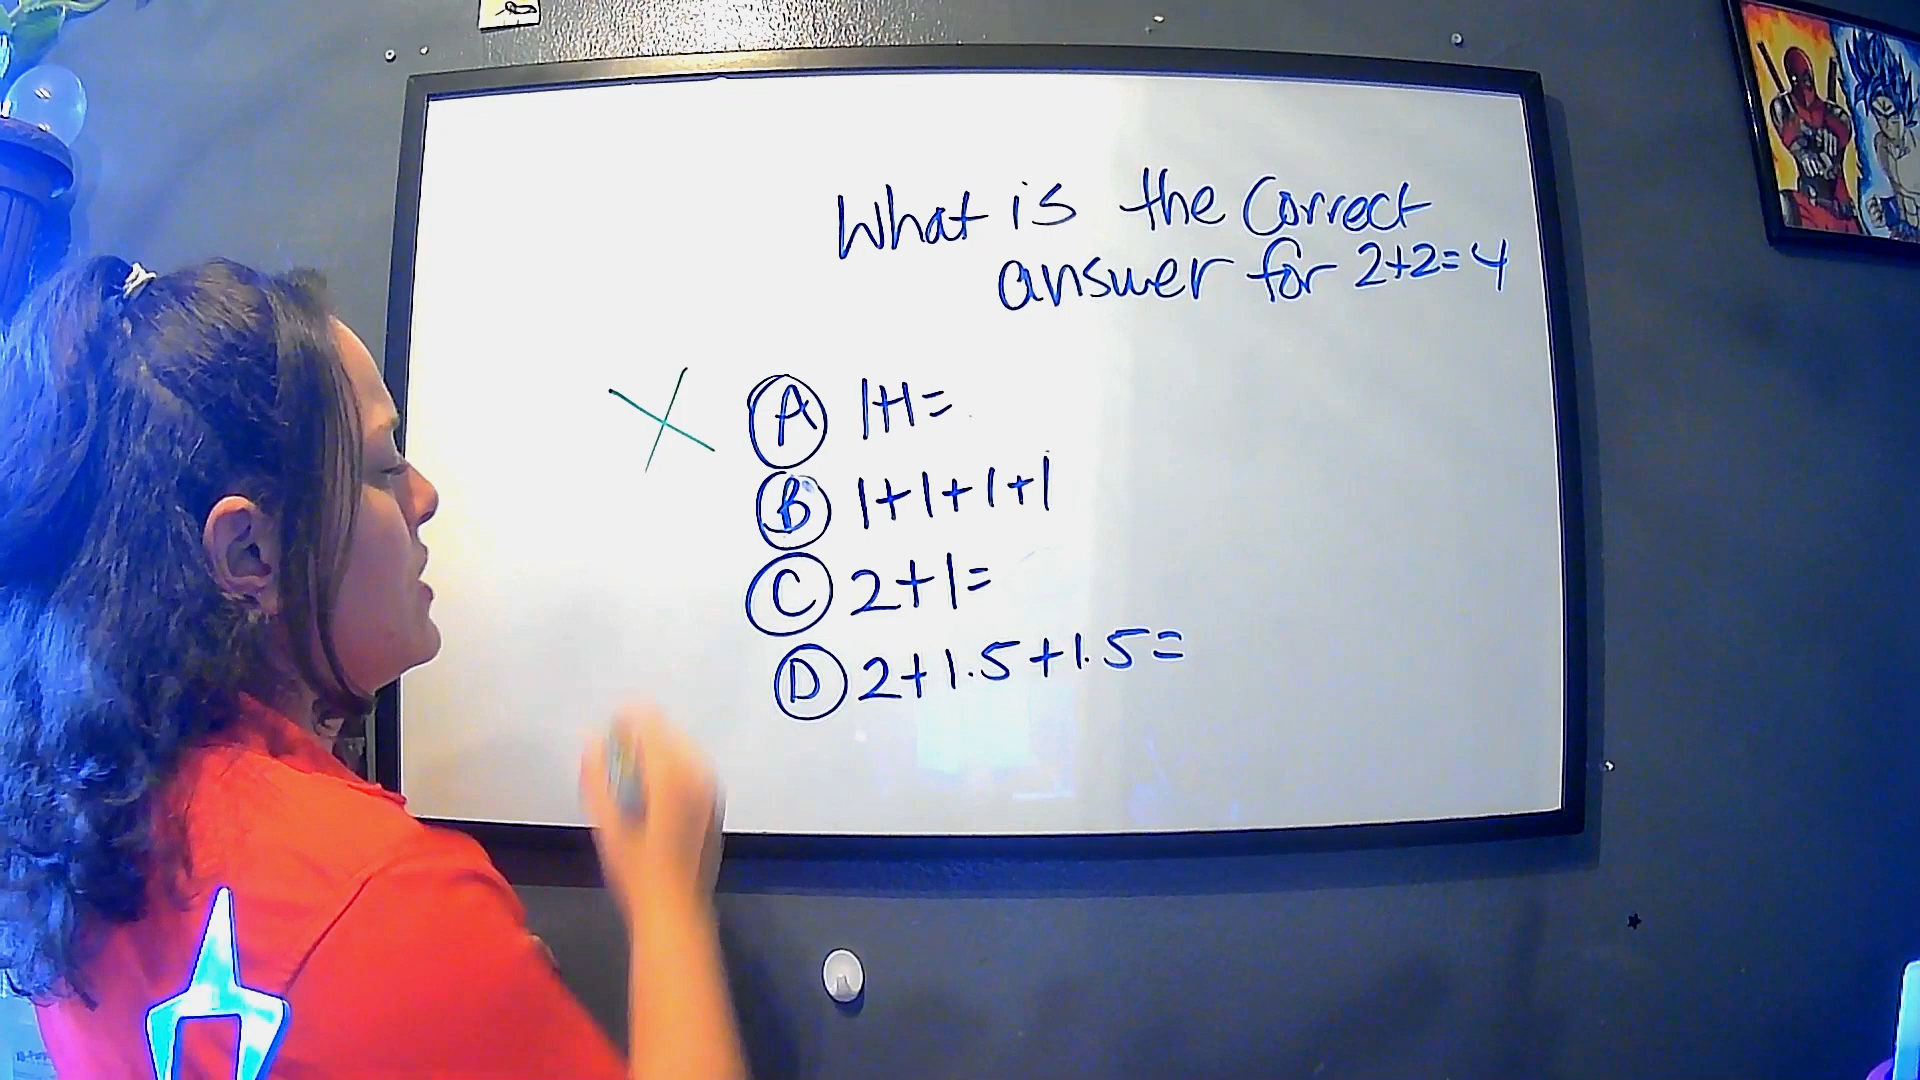 What is the correct
answer for 2+2=4
A 1+1=
B 1+1+1+1
C 2+1=
D 2+1.5+1.5=